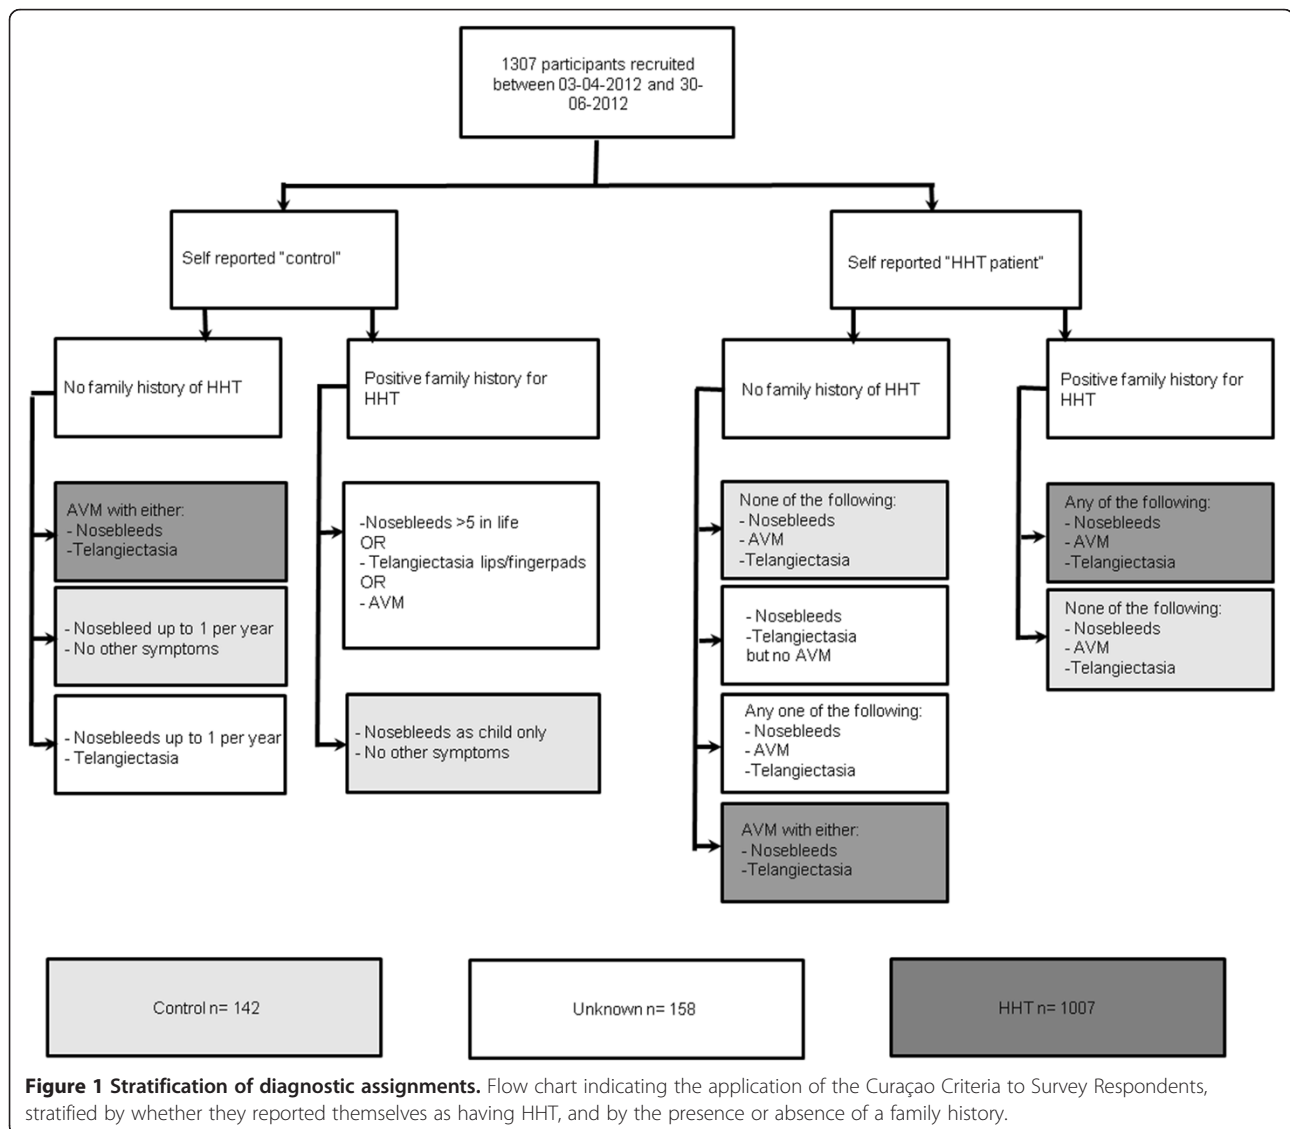 1307 participants recruited
between 03-04-2012 and 30-
06-2012
Self reported "control"
Self reported "HHT patient"
No family history of HHT
Positive family history for
HHT
No family history of HHT
Positive family history for
HHT
AVM with either:
- Nosebleeds
-Telangiectasia
- Nosebleed up to 1 per year
- No other symptoms
- Nosebleeds up to 1 per year
- Telangiectasia
-Nosebleeds >5 in life
OR
- Telangiectasia lips/fingerpads
OR
- AVM
- Nosebleeds as child only
- No other symptoms
None of the following:
- Nosebleeds
- AVM
-Telangiectasia
- Nosebleeds
-Telangiectasia
but no AVM
Any one of the following:
- Nosebleeds
- AVM
-Telangiectasia
AVM with either:
- Nosebleeds
-Telangiectasia
Any of the following:
- Nosebleeds
- AVM
-Telangiectasia
None of the following:
- Nosebleeds
- AVM
-Telangiectasia
Control n= 142
Unknown n= 158
HHT n= 1007
Figure 1 Stratification of diagnostic assignments. Flow chart indicating the application of the Curaçao Criteria to Survey Respondents,
stratified by whether they reported themselves as having HHT, and by the presence or absence of a family history.